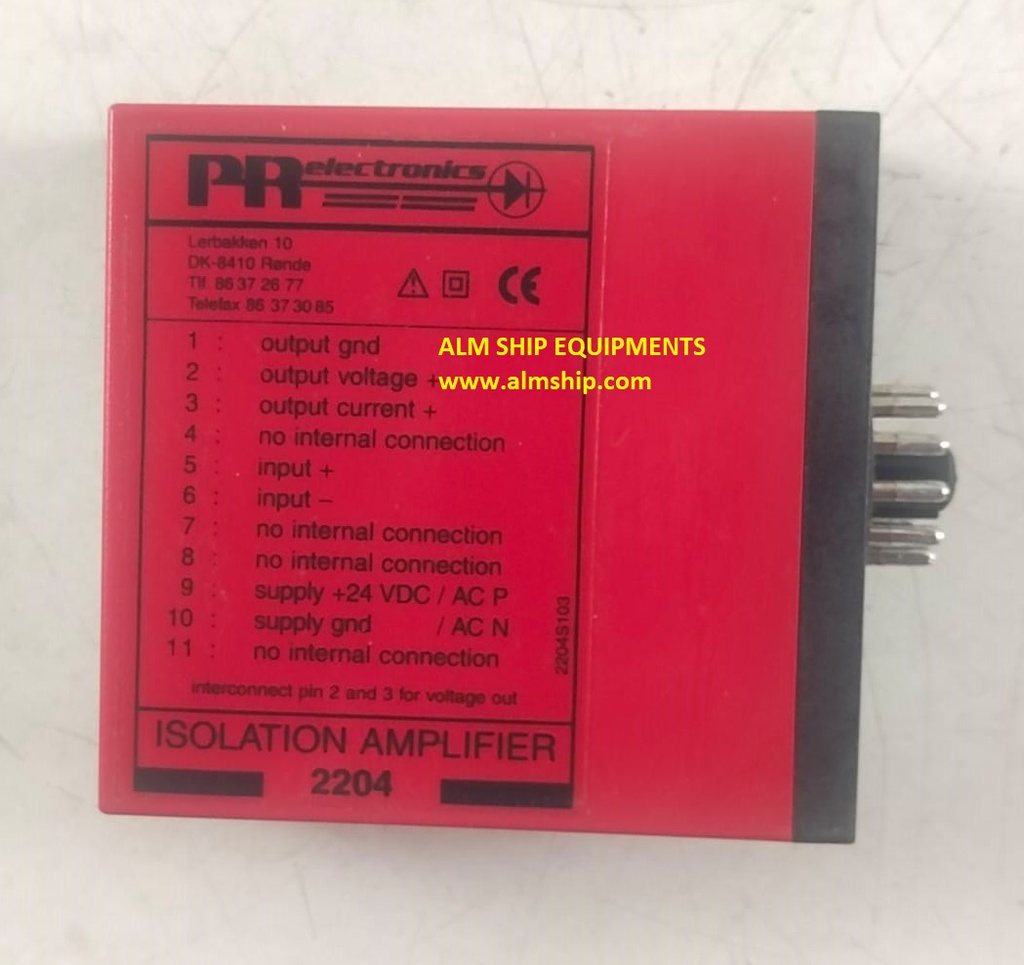 PR electronics
Lerbakken 10
DK-8410 Rønde
Tlf. 86 37 26 77
Telefax 86 37 30 85
CE
1 : output gnd
2 : output voltage +
3 : output current +
4 : no internal connection
5 : input +
6 : input –
7 : no internal connection
8 : no internal connection
9 : supply +24 VDC / AC P
10 : supply gnd / AC N
11 : no internal connection
interconnect pin 2 and 3 for voltage out
2204S103
ISOLATION AMPLIFIER
2204
ALM SHIP EQUIPMENTS
www.almship.com